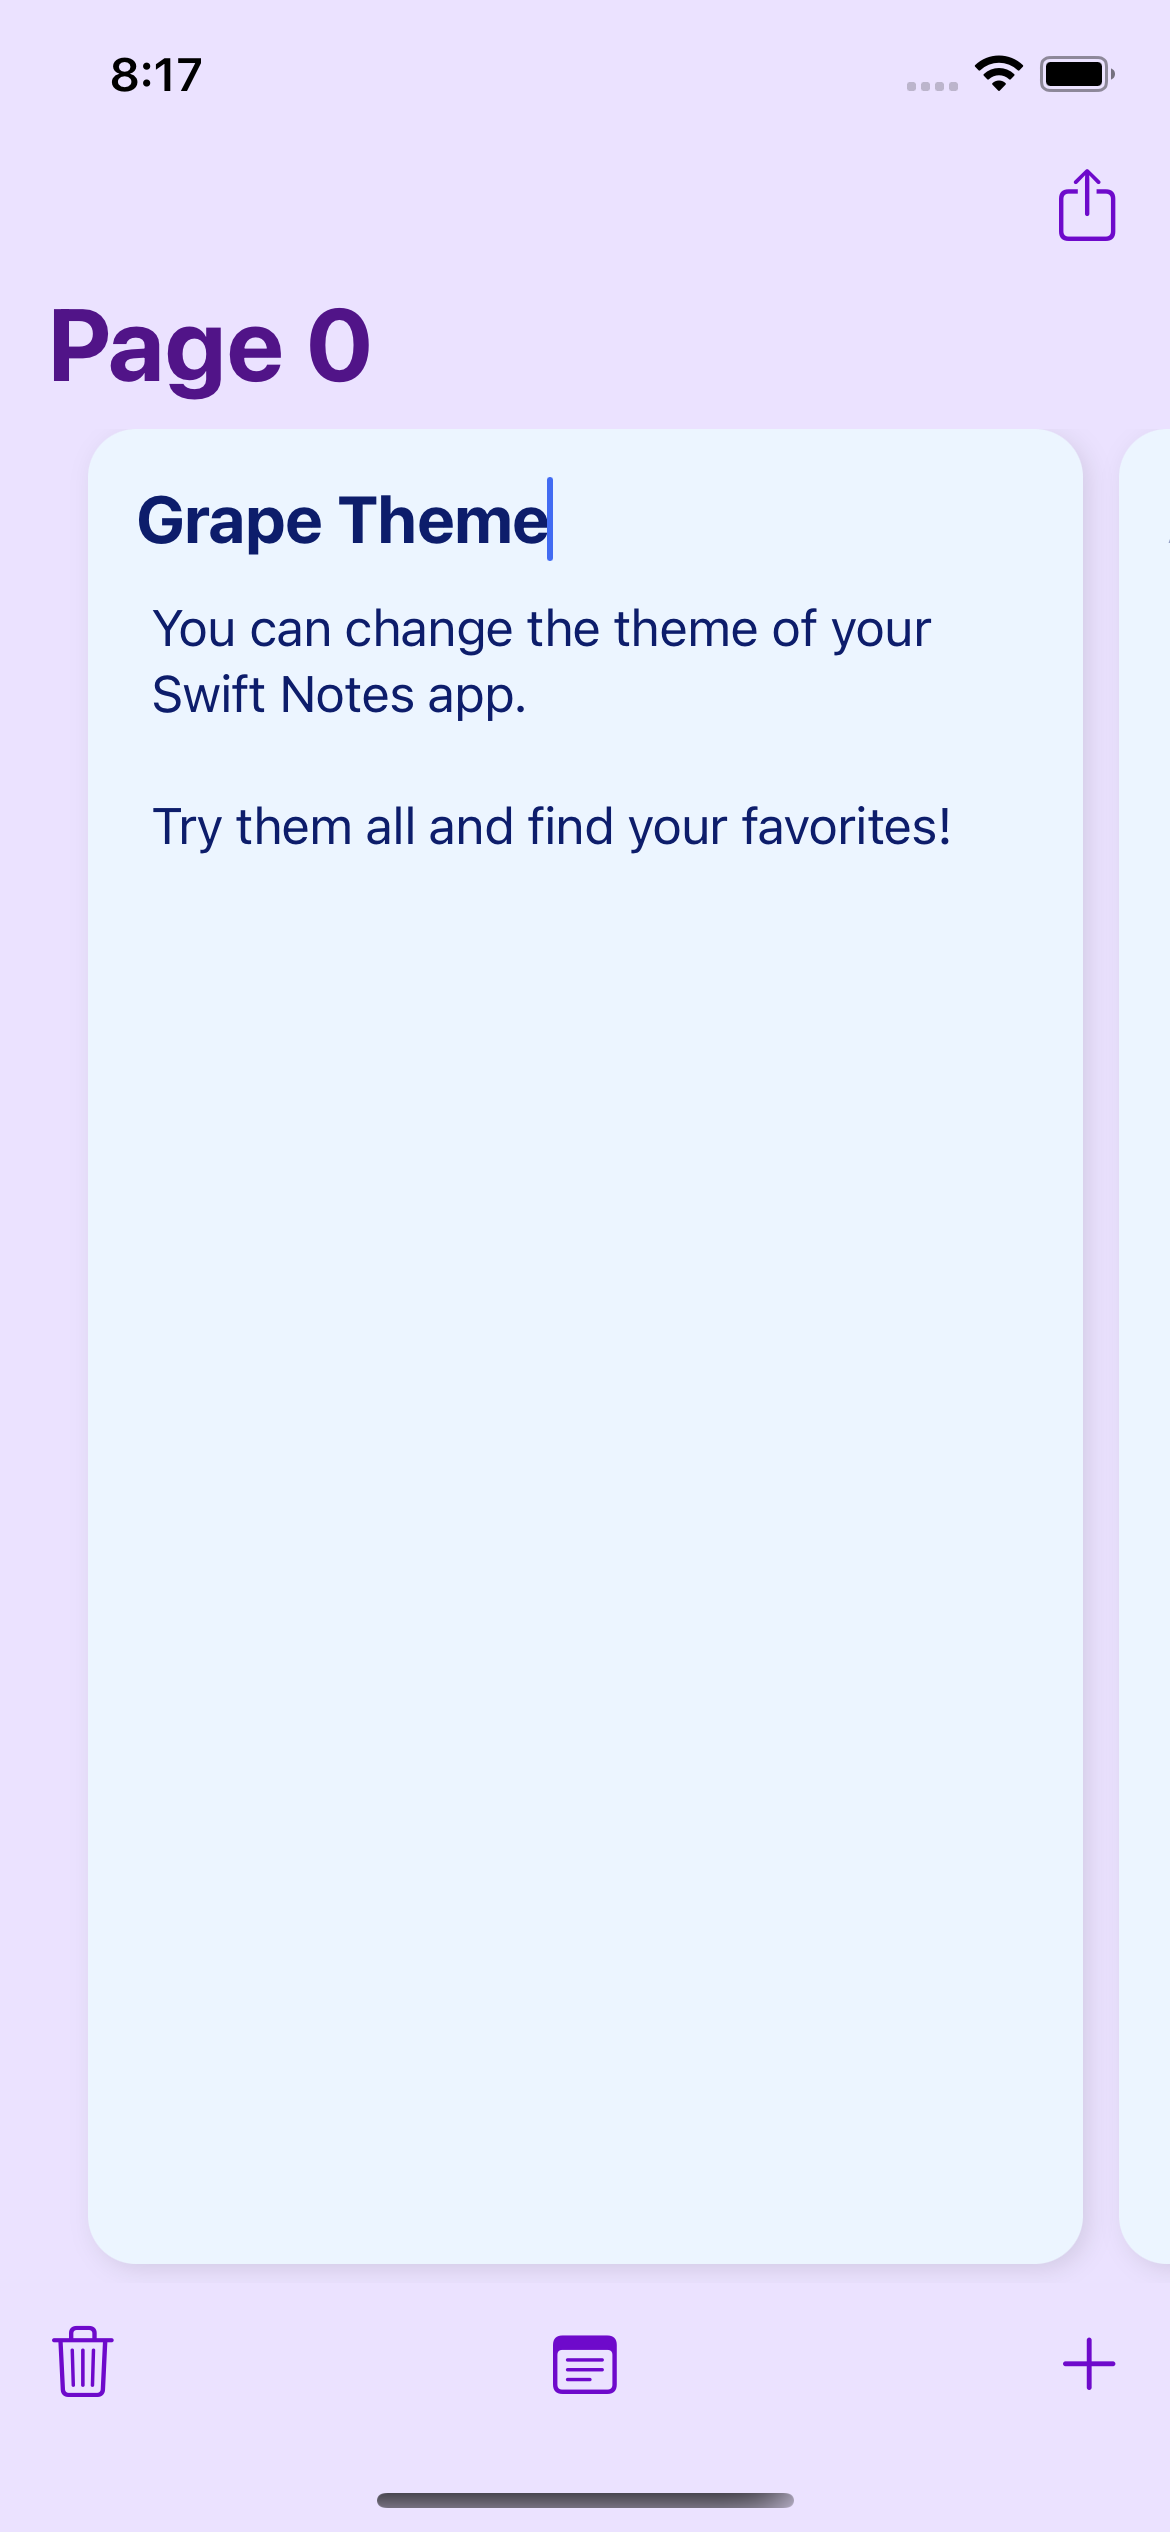 8:17
Page 0
Grape Theme
You can change the theme of your
Swift Notes app.
Try them all and find your favorites!